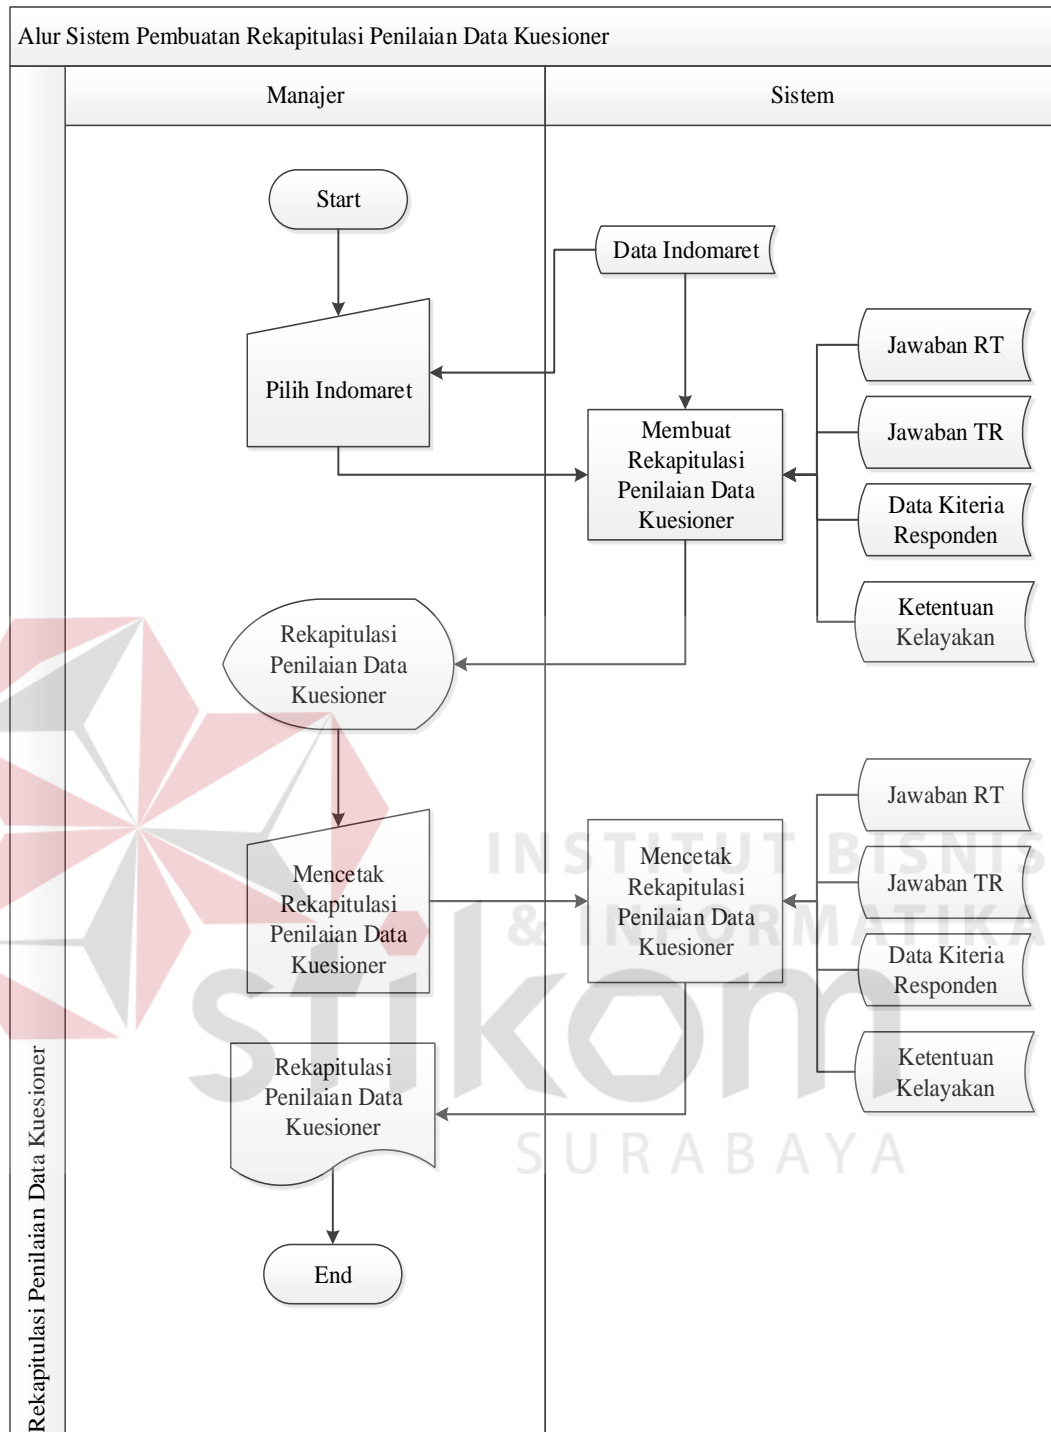 Alur Sistem Pembuatan Rekapitulasi Penilaian Data Kuesioner
Manajer
Sistem
Start
Data Indomaret
Pilih Indomaret
Jawaban RT
Jawaban TR
Membuat
Rekapitulasi
Penilaian Data
Kuesioner
Data Kiteria
Responden
Ketentuan
Kelayakan
Rekapitulasi
Penilaian Data
Kuesioner
Jawaban RT
Mencetak
Rekapitulasi
Penilaian Data
Kuesioner
Mencetak
Rekapitulasi
Penilaian Data
Kuesioner
Jawaban TR
Data Kiteria
Responden
Ketentuan
Kelayakan
Rekapitulasi
Penilaian Data
Kuesioner
End
Rekapitulasi Penilaian Data Kuesioner
INSTITUT BISNIS
& INFORMATIKA
stikom
SURABAYA